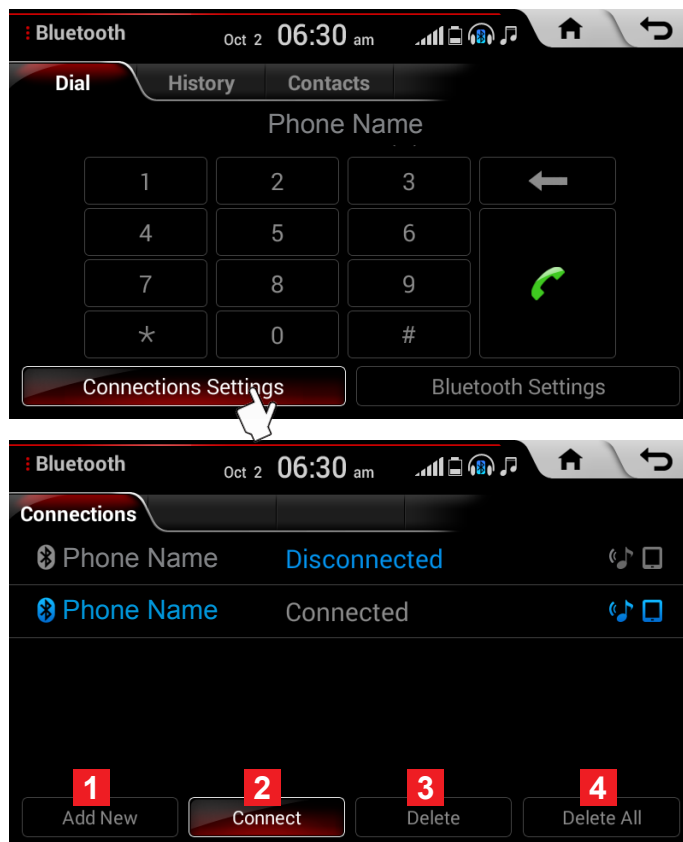 Bluetooth Oct 2 06:30 am
Dial History Contacts
Phone Name
1 2 3
4 5 6
7 8 9
* 0 #
Connections Settings Bluetooth Settings
Bluetooth Oct 2 06:30 am
Connections
Phone Name Disconnected
Phone Name Connected
1 2 3 4
Add New Connect Delete Delete All